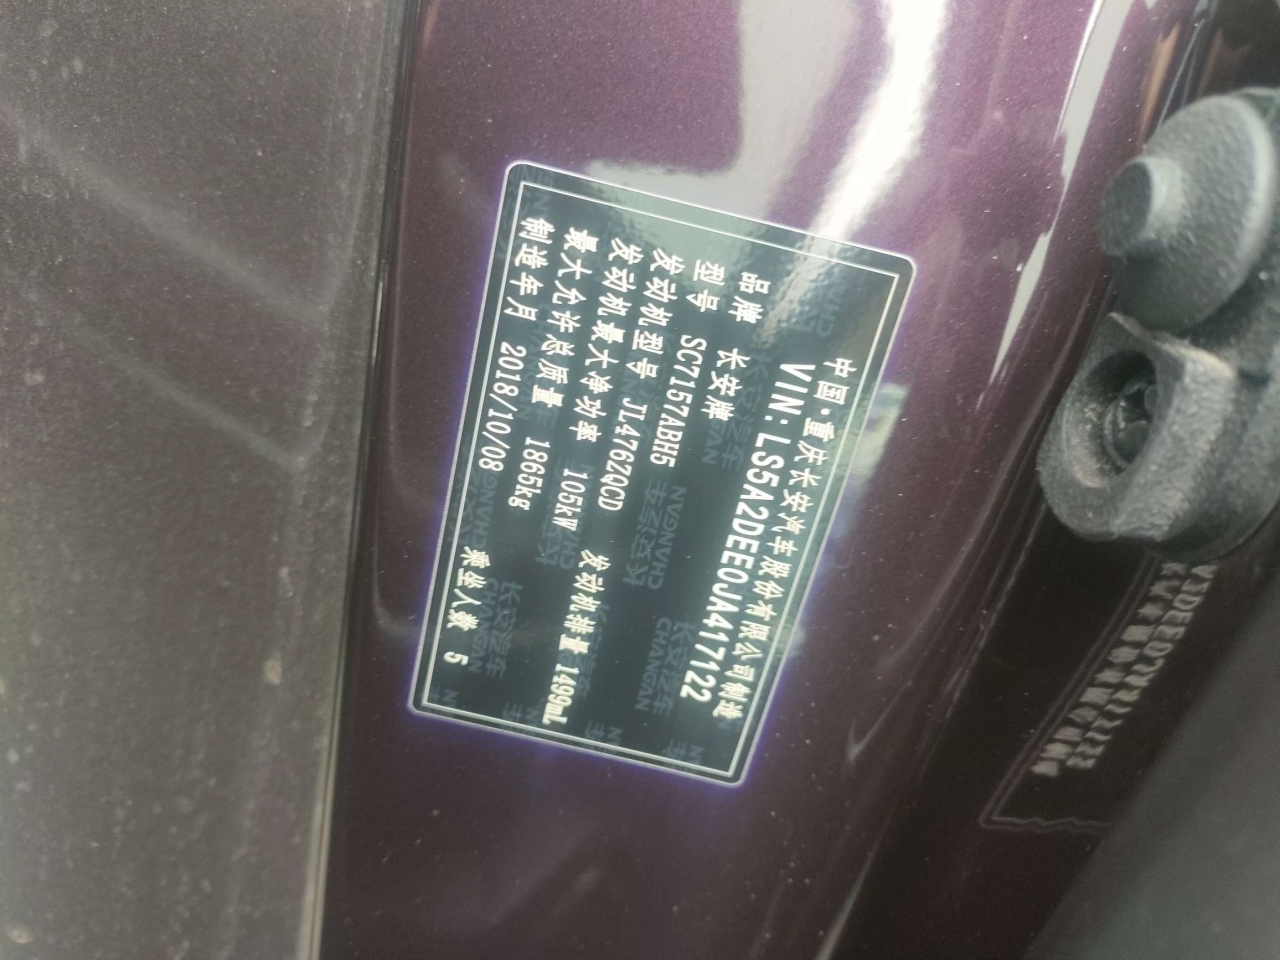 中国·重庆长安汽车股份有限公司制造
VIN:LS5A2DEE0JA417122
品牌 长安牌
型号 SC7157ABH5
发动机型号 JL476ZQCD
发动机最大净功率 105kW 发动机排量 1499mL
最大允许总质量 1865kg
制造年月 2018/10/08 乘坐人数 5